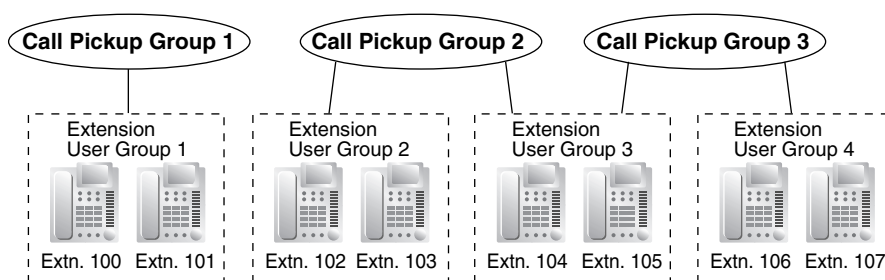 Call Pickup Group 1
Call Pickup Group 2
Call Pickup Group 3
Extension
User Group 1
Extn. 100 Extn. 101
Extension
User Group 2
Extn. 102 Extn. 103
Extension
User Group 3
Extn. 104 Extn. 105
Extension
User Group 4
Extn. 106 Extn. 107